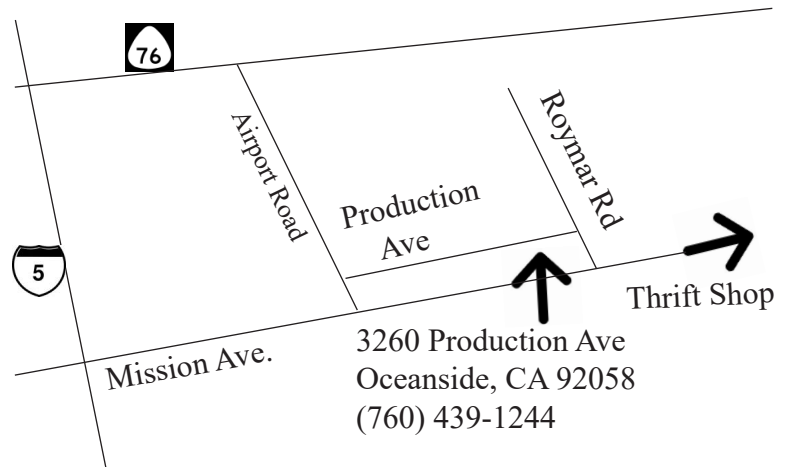 76
Airport Road
Roymar Rd
Production
Ave
5
Thrift Shop
Mission Ave.
3260 Production Ave
Oceanside, CA 92058
(760) 439-1244